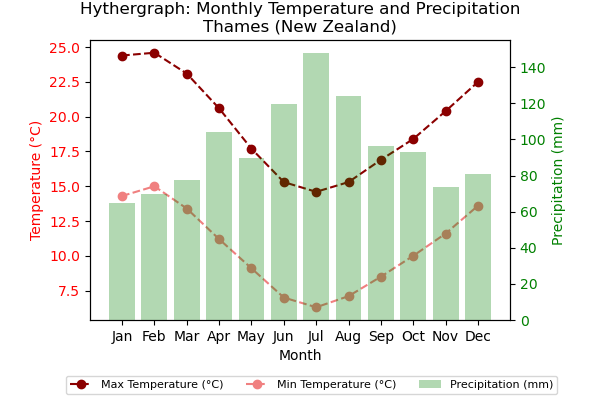 Hythergraph: Monthly Temperature and Precipitation
Thames (New Zealand)
Temperature (°C)
25.0
22.5
20.0
17.5
15.0
12.5
10.0
7.5
Precipitation (mm)
140
120
100
80
60
40
20
0
Jan Feb Mar Apr May Jun Jul Aug Sep Oct Nov Dec
Month
Max Temperature (°C) Min Temperature (°C) Precipitation (mm)